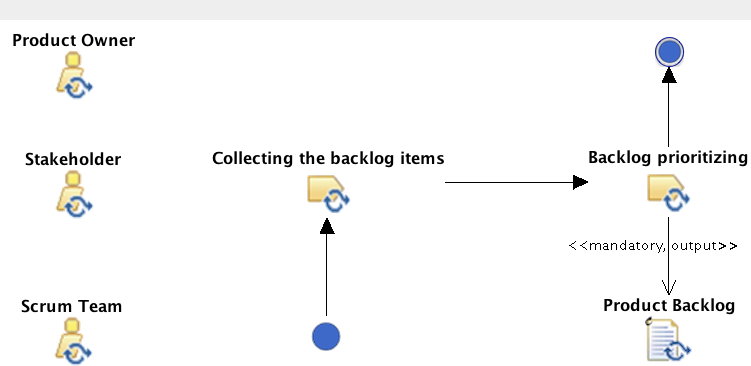 Product Owner
Stakeholder
Collecting the backlog items
Backlog prioritizing
<<mandatory, output>>
Scrum Team
Product Backlog